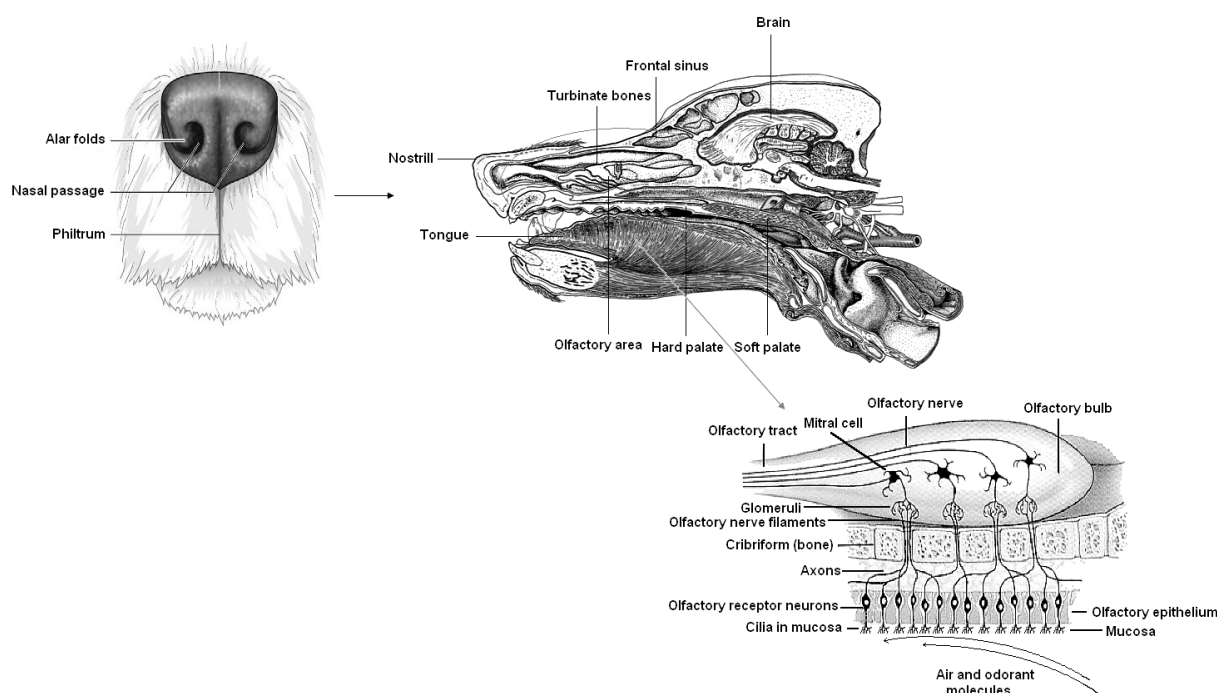 Alar folds
Nasal passage
Philtrum
Brain
Frontal sinus
Turbinate bones
Nostrill
Tongue
Olfactory area
Hard palate
Soft palate
Olfactory nerve
Olfactory bulb
Mitral cell
Olfactory tract
Glomeruli
Olfactory nerve filaments
Cribriform (bone)
Axons
Olfactory receptor neurons
Olfactory epithelium
Cilia in mucosa
Mucosa
Air and odorant
molecules